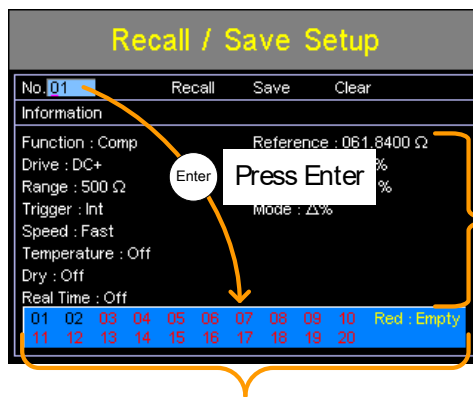 Recall / Save Setup
No.01 Recall Save Clear
Information
Function : Comp Reference : 061.8400 Ω
Drive : DC+ %
Range : 500 Ω %
Trigger : Int Mode : Δ%
Speed : Fast
Temperature : Off
Dry : Off
Real Time : Off
Enter
Press Enter
01 02 03 04 05 06 07 08 09 10 Red : Empty
11 12 13 14 15 16 17 18 19 20